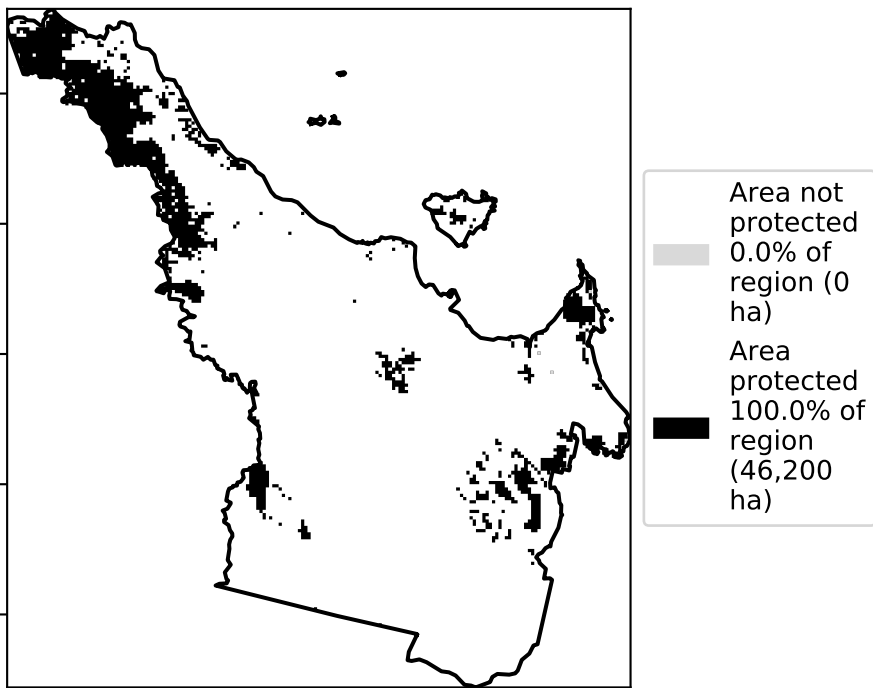 Area not
protected
0.0% of
region (0
ha)
Area
protected
100.0% of
region
(46,200
ha)